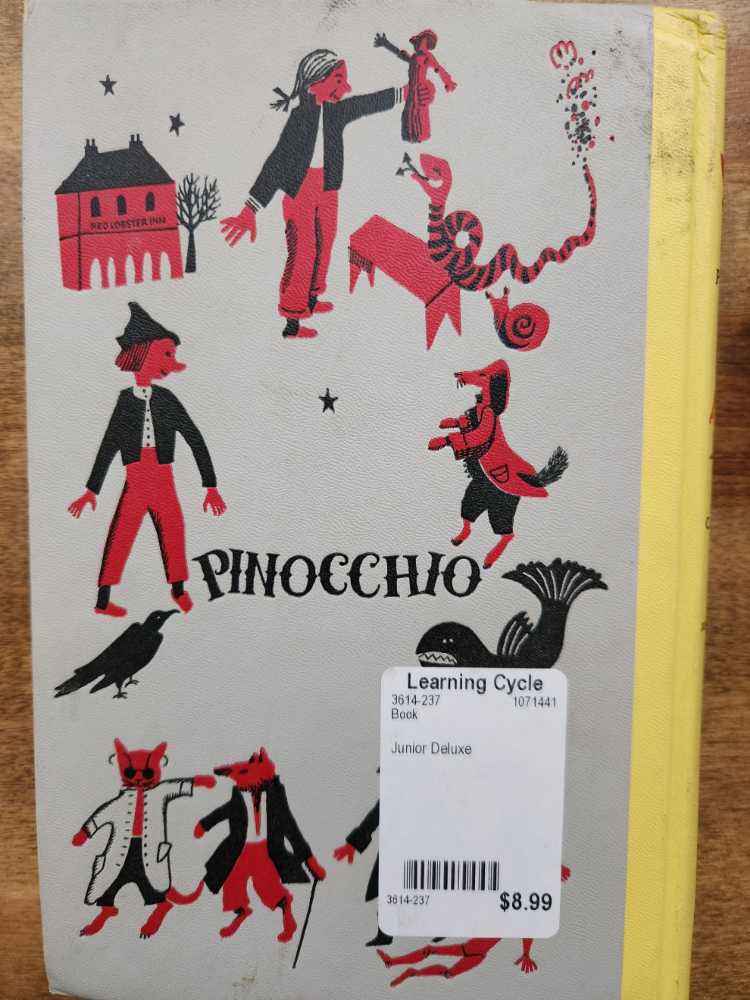 RED LOBSTER INN
PINOCCHIO
Learning Cycle
3614-237 1071441
Book
Junior Deluxe
3614-237 $8.99